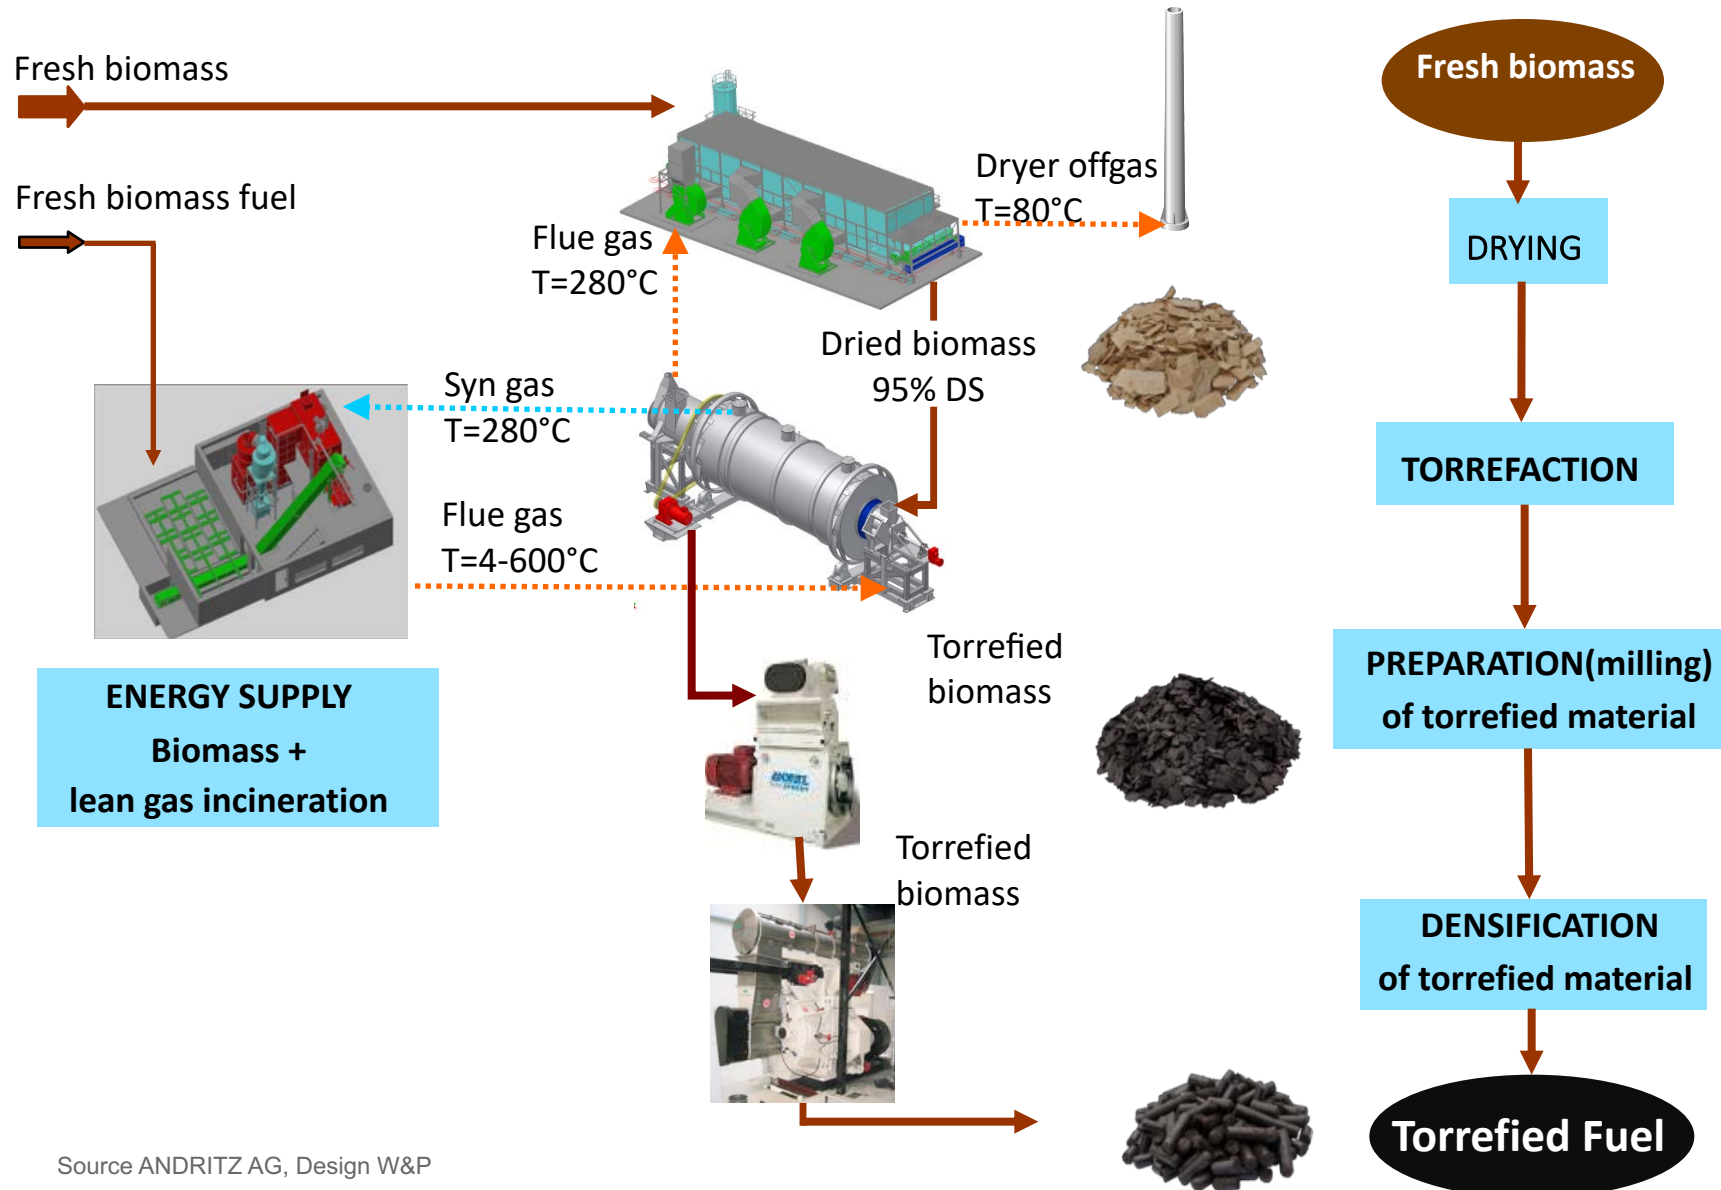 Fresh biomass
Fresh biomass fuel
Flue gas
T=280°C
Dryer offgas
T=80°C
Dried biomass
95% DS
Syn gas
T=280°C
Flue gas
T=4-600°C
ENERGY SUPPLY
Biomass +
lean gas incineration
Torrefied
biomass
Torrefied
biomass
Source ANDRITZ AG, Design W&P
Fresh biomass
DRYING
TORREFACTION
PREPARATION(milling)
of torrefied material
DENSIFICATION
of torrefied material
Torrefied Fuel